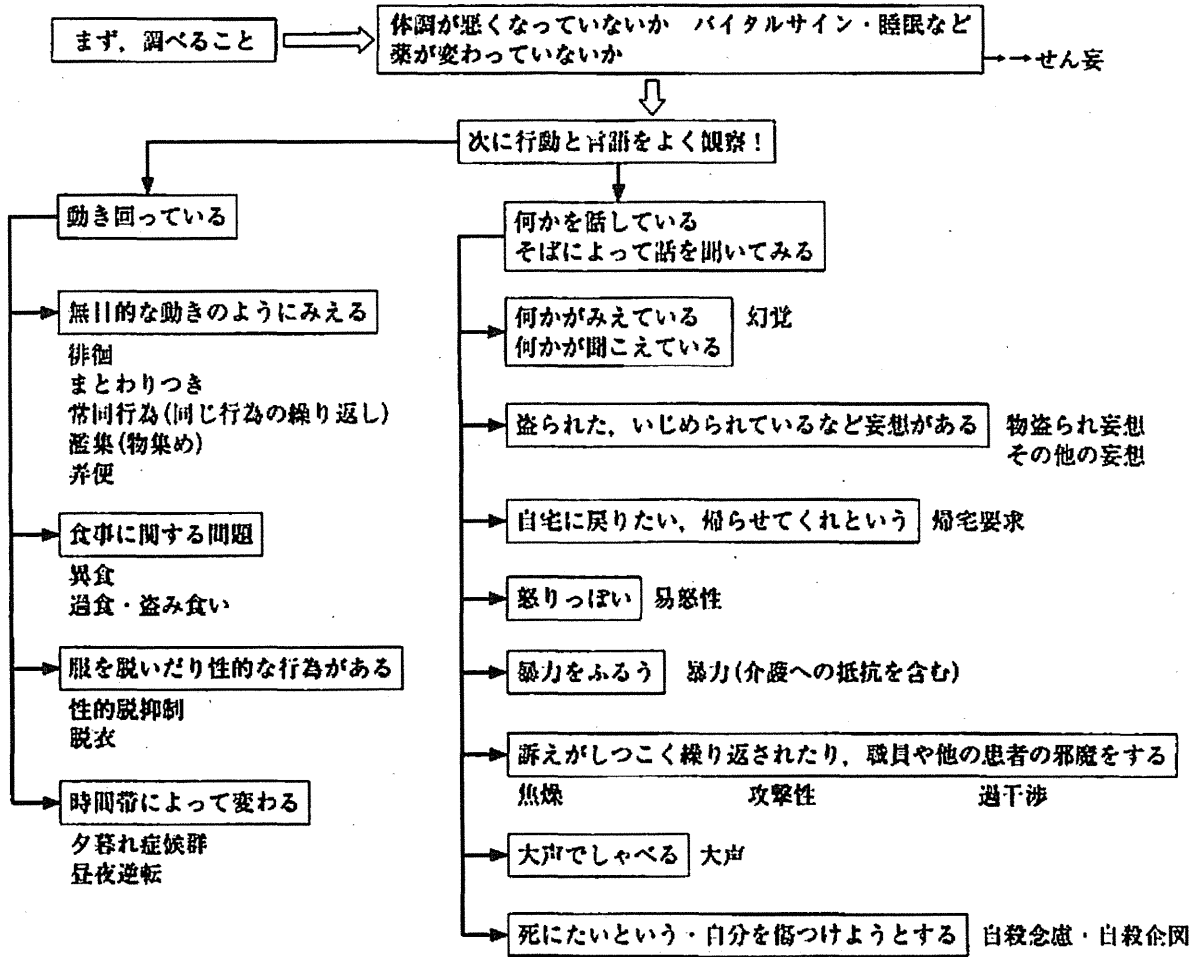 まず，調べること
体調が悪くなっていないか　バイタルサイン・睡眠など
薬が変わっていないか
せん妄
次に行動と言語をよく観察！
動き回っている
無目的な動きのようにみえる
徘徊
まとわりつき
常同行為(同じ行為の繰り返し)
濫集(物集め)
弄便
食事に関する問題
異食
過食・盗み食い
服を脱いだり性的な行為がある
性的脱抑制
脱衣
時間帯によって変わる
夕暮れ症候群
昼夜逆転
何かを話している
そばによって話を聞いてみる
何かがみえている
何かが聞こえている
幻覚
盗られた，いじめられているなど妄想がある
物盗られ妄想
その他の妄想
自宅に戻りたい，帰らせてくれという
帰宅要求
怒りっぽい
易怒性
暴力をふるう
暴力(介護への抵抗を含む)
訴えがしつこく繰り返されたり，職員や他の患者の邪魔をする
焦燥　攻撃性　過干渉
大声でしゃべる
大声
死にたいという・自分を傷つけようとする
自殺念慮・自殺企図